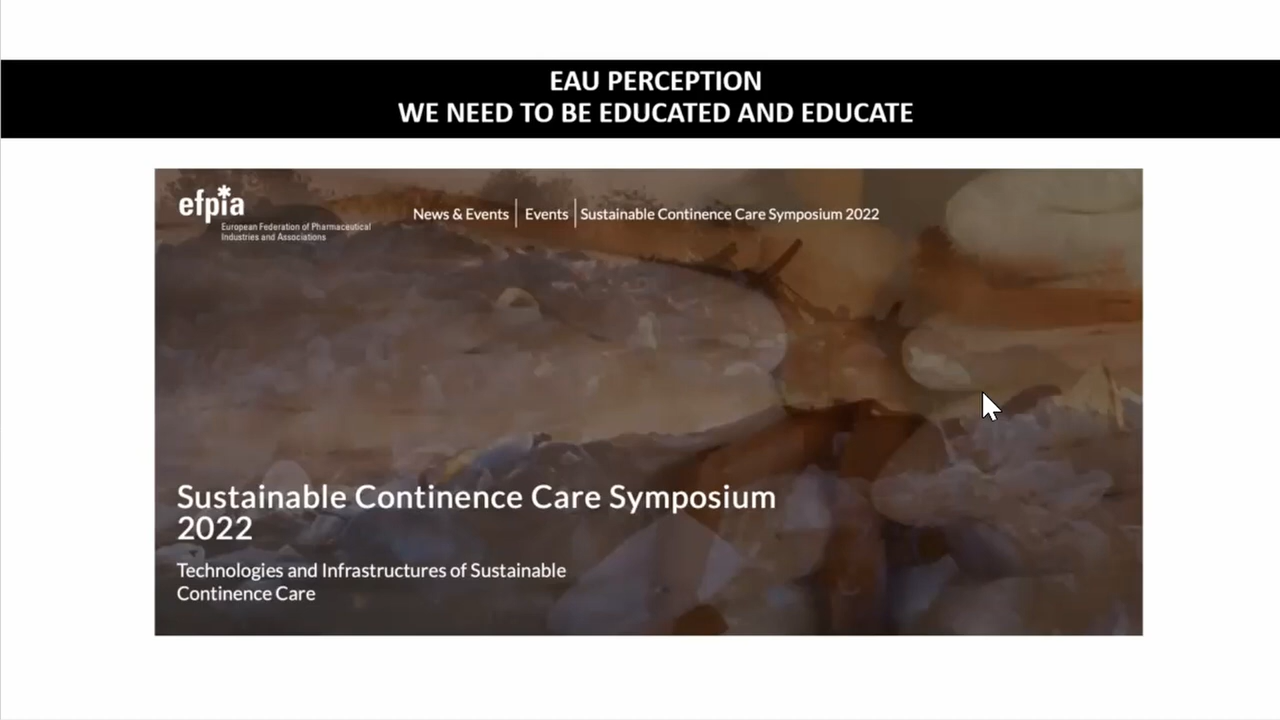 EAU PERCEPTION
WE NEED TO BE EDUCATED AND EDUCATE
efpia
European Federation of Pharmaceutical
Industries and Associations
News & Events | Events | Sustainable Continence Care Symposium 2022
Sustainable Continence Care Symposium
2022
Technologies and Infrastructures of Sustainable
Continence Care